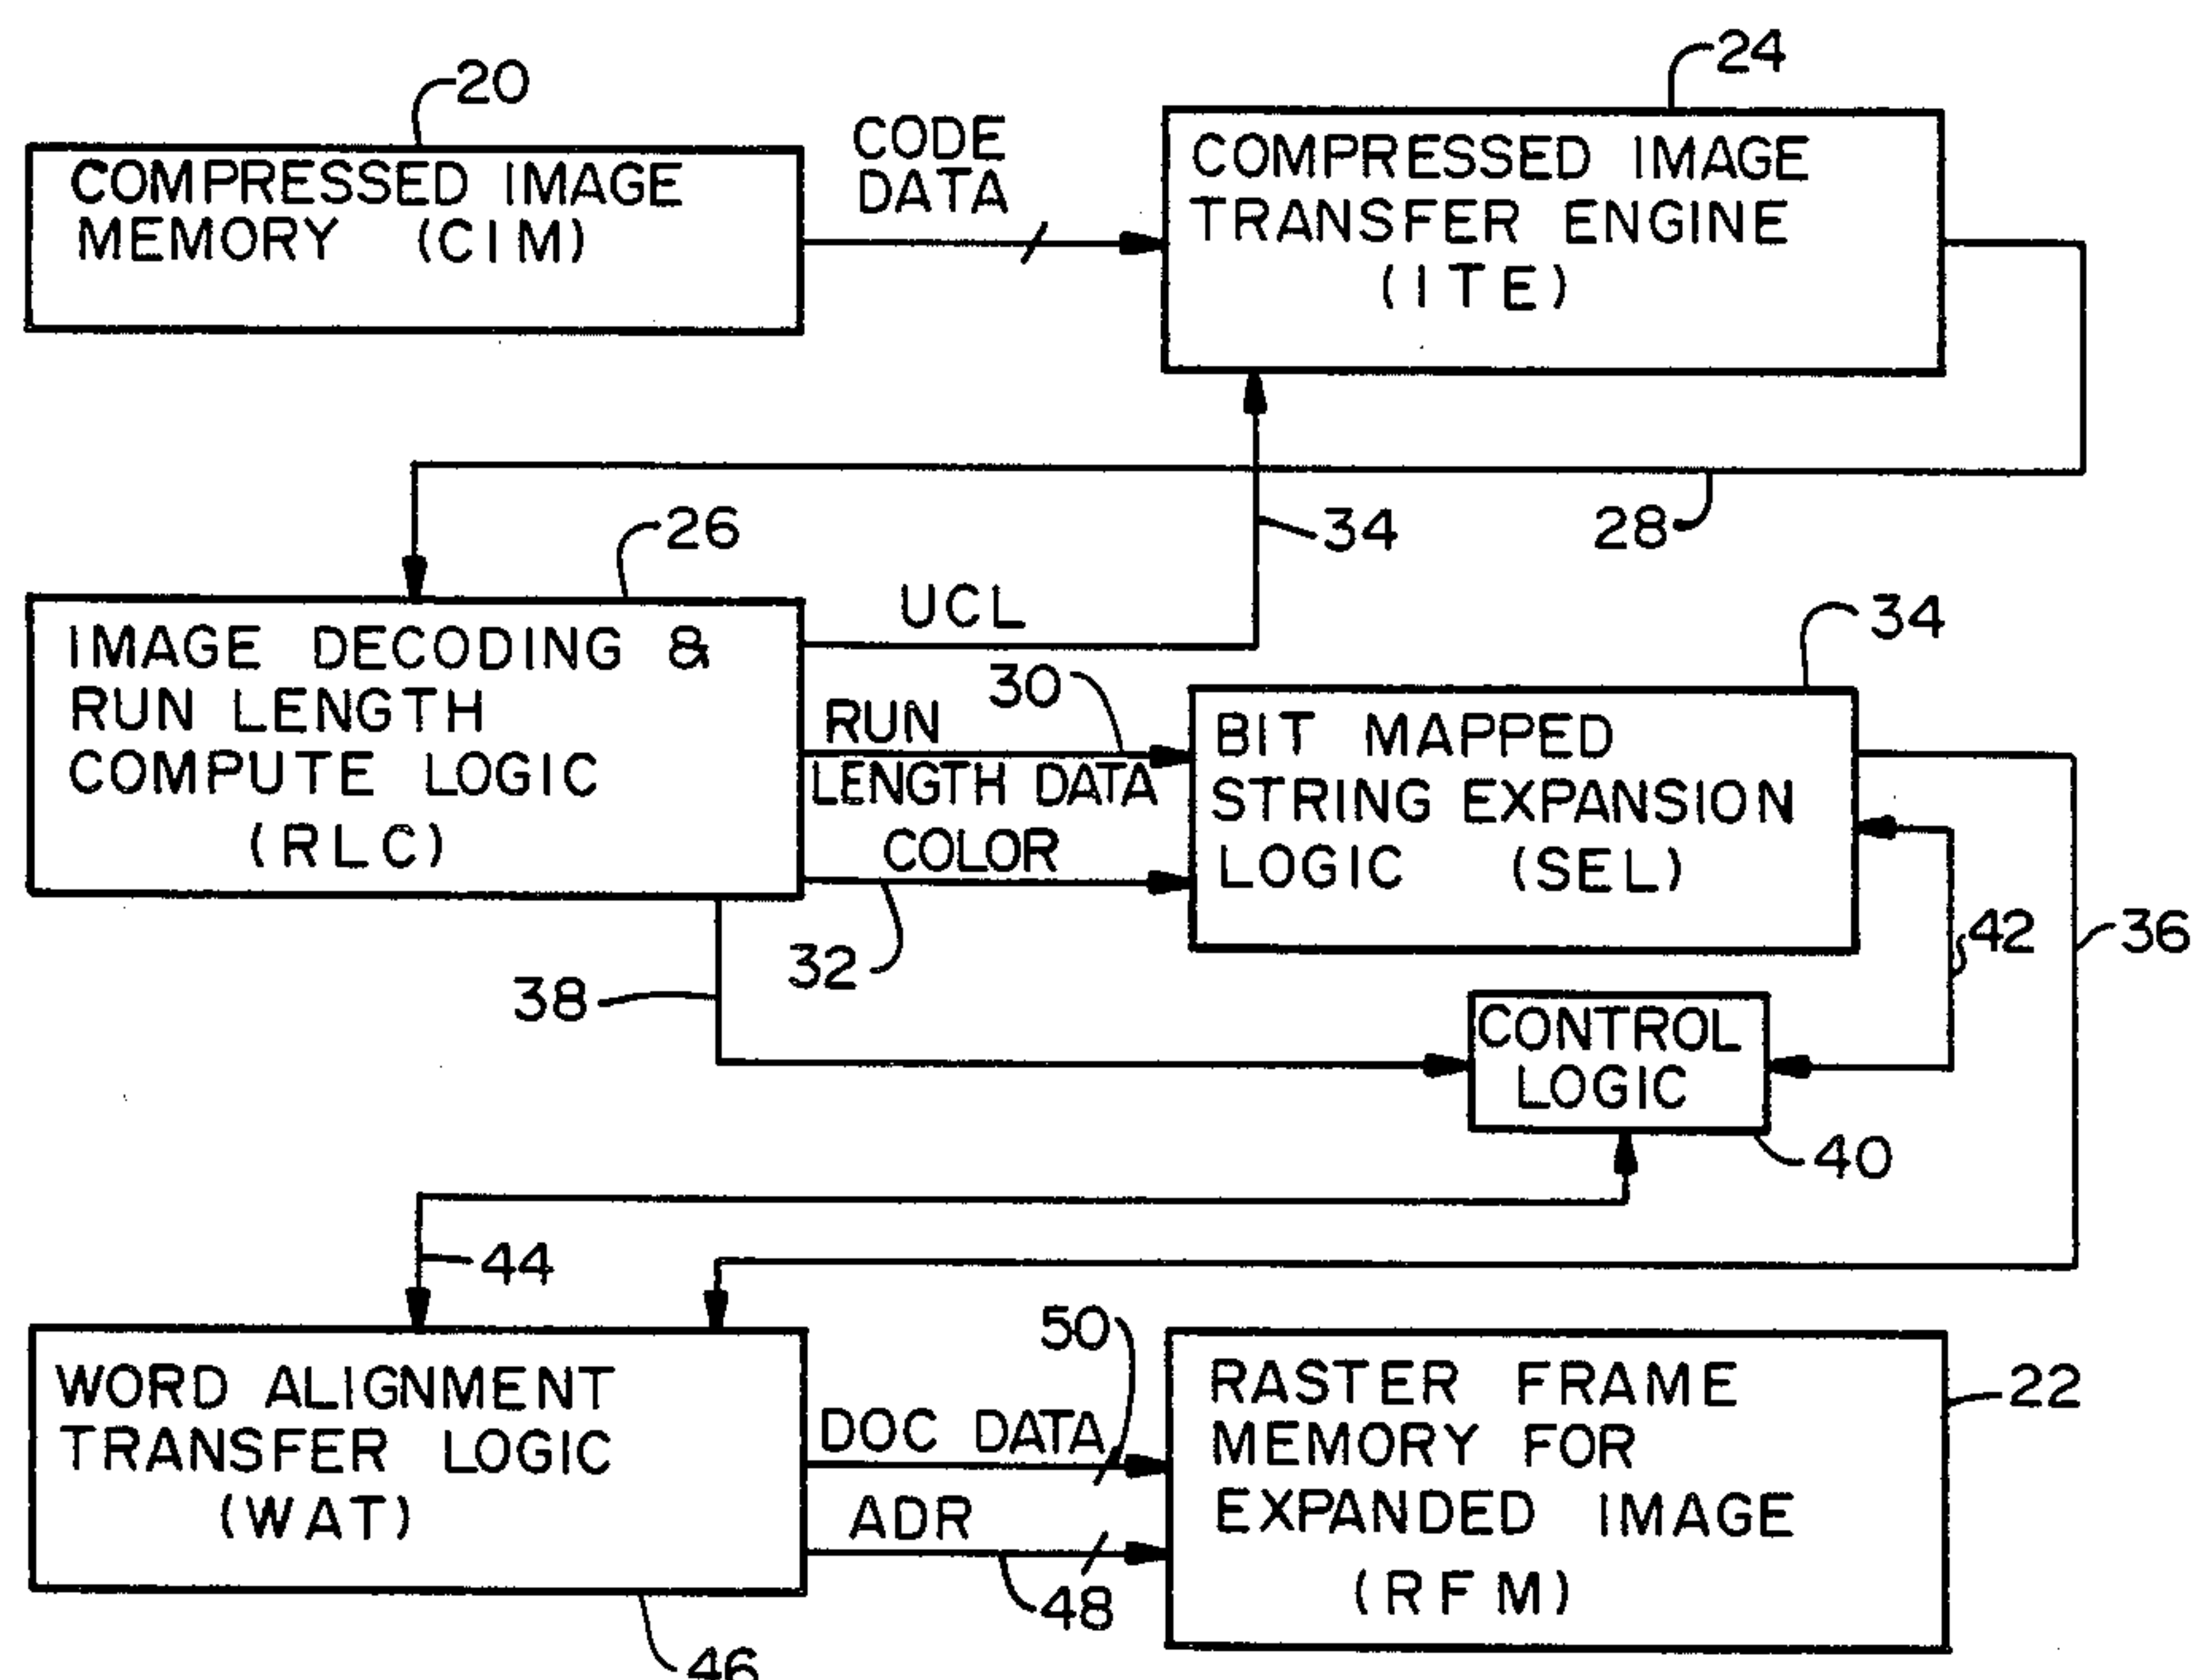 20
COMPRESSED IMAGE
MEMORY (CIM)
CODE
DATA
24
COMPRESSED IMAGE
TRANSFER ENGINE
(ITE)
28
34
26
IMAGE DECODING &
RUN LENGTH
COMPUTE LOGIC
(RLC)
UCL
30
RUN
LENGTH DATA
COLOR
32
34
BIT MAPPED
STRING EXPANSION
LOGIC (SEL)
42
36
38
CONTROL
LOGIC
40
44
WORD ALIGNMENT
TRANSFER LOGIC
(WAT)
46
50
DOC DATA
ADR
48
RASTER FRAME
MEMORY FOR
EXPANDED IMAGE
(RFM)
22